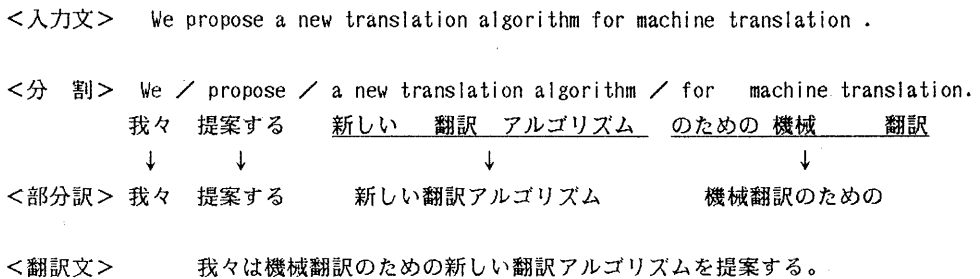 <入力文> We propose a new translation algorithm for machine translation .
<分 割> We / propose / a new translation algorithm / for machine translation.
我々 提案する 新しい 翻訳 アルゴリズム のための 機械 翻訳
↓ ↓ ↓ ↓
<部分訳> 我々 提案する 新しい翻訳アルゴリズム 機械翻訳のための
<翻訳文> 我々は機械翻訳のための新しい翻訳アルゴリズムを提案する。